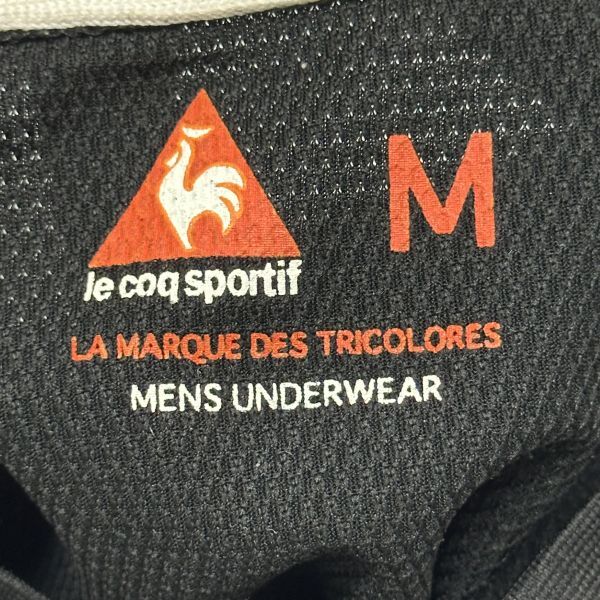 M
le coq sportif
LA MARQUE DES TRICOLORES
MENS UNDERWEAR